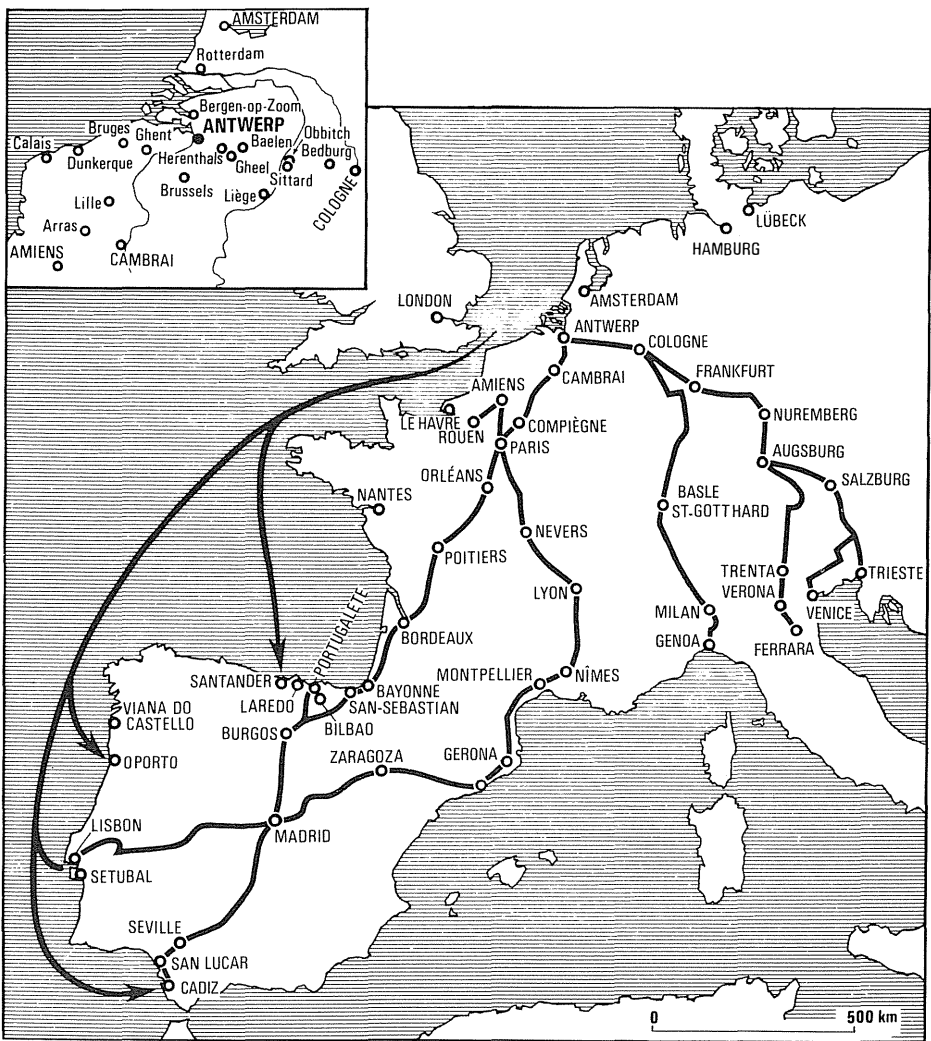 AMSTERDAM
Rotterdam
Bergen-op-Zoom
ANTWERP
Bruges
Ghent
Baelen
Obbitch
Calais
Dunkerque
Herenthals
Gheel
Bedburg
Sittard
Brussels
Liège
COLOGNE
Lille
Arras
AMIENS
CAMBRAI
LÜBECK
HAMBURG
LONDON
AMSTERDAM
ANTWERP
COLOGNE
CAMBRAI
FRANKFURT
AMIENS
LE HAVRE
ROUEN
COMPIÈGNE
NUREMBERG
PARIS
AUGSBURG
ORLÉANS
SALZBURG
NANTES
BASLE
ST-GOTTHARD
NEVERS
POITIERS
TRENTA
TRIESTE
LYON
VERONA
VENICE
MILAN
BORDEAUX
GENOA
FERRARA
PORTUGALETE
SANTANDER
MONTPELLIER
NÎMES
BAYONNE
LAREDO
SAN-SEBASTIAN
VIANA DO
CASTELLO
BILBAO
BURGOS
ZARAGOZA
GERONA
OPORTO
LISBON
MADRID
SETUBAL
SEVILLE
SAN LUCAR
CADIZ
0 500 km